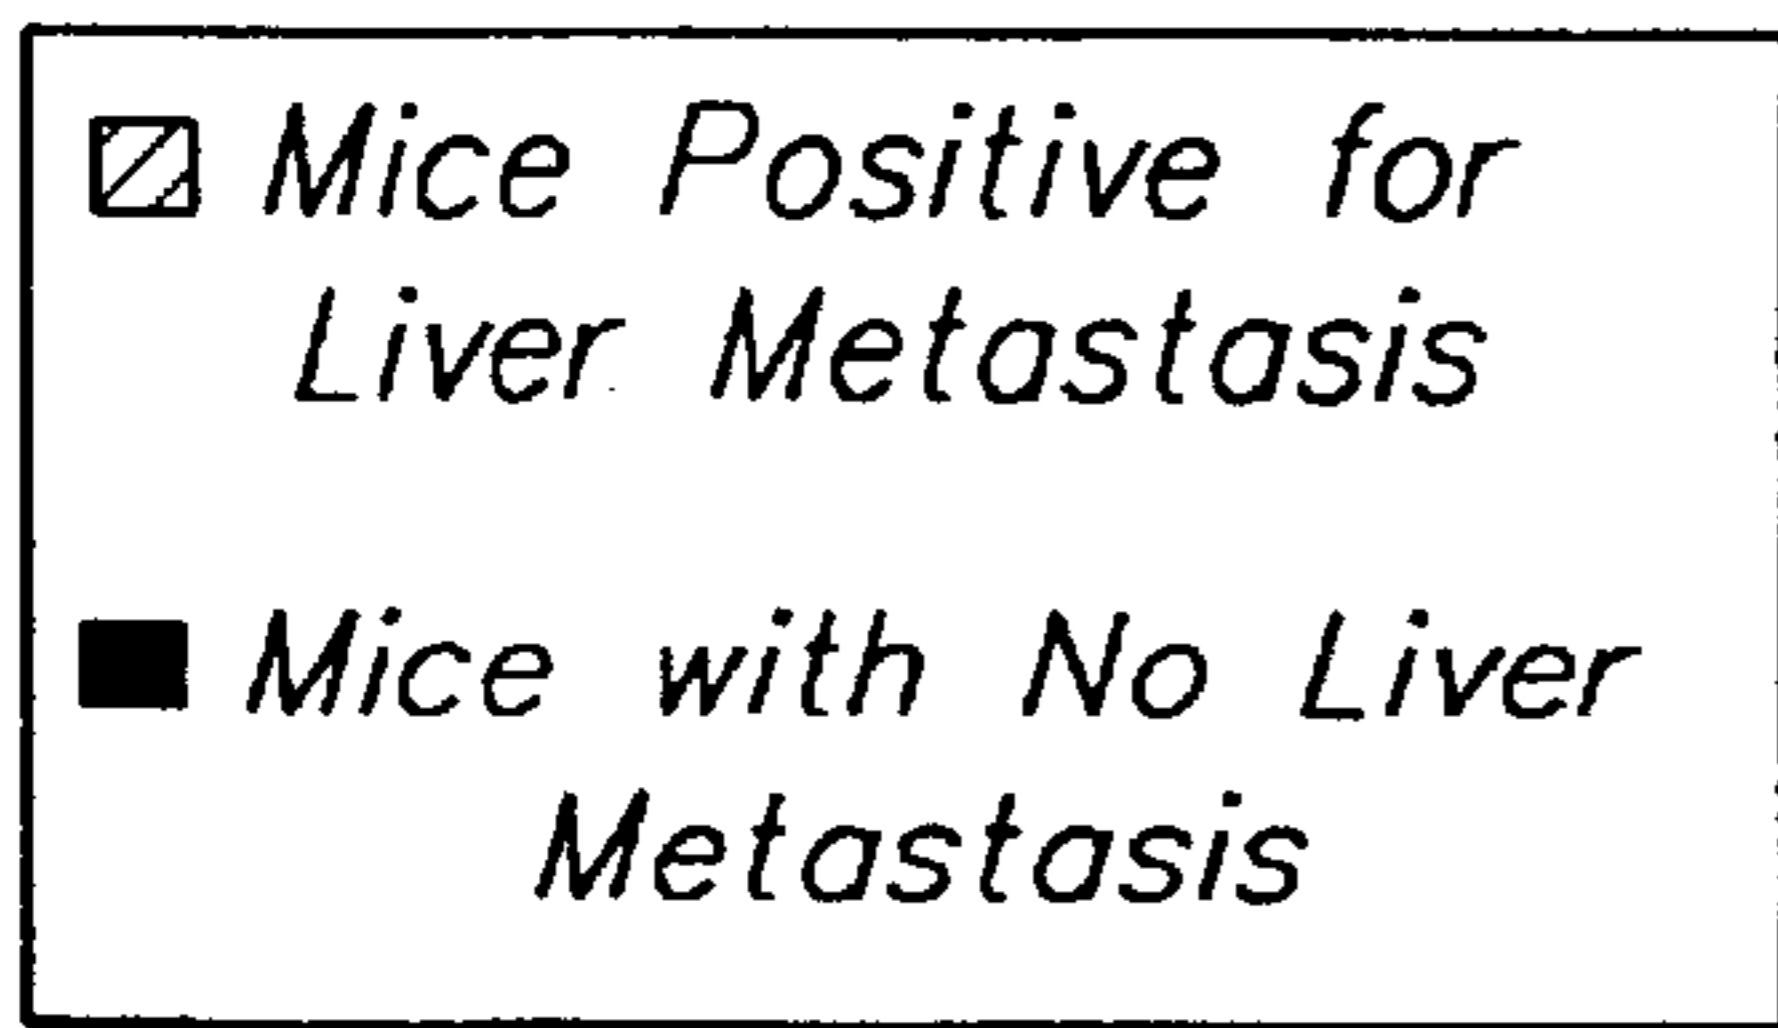 Mice Positive for
Liver Metastasis
Mice with No Liver
Metastasis